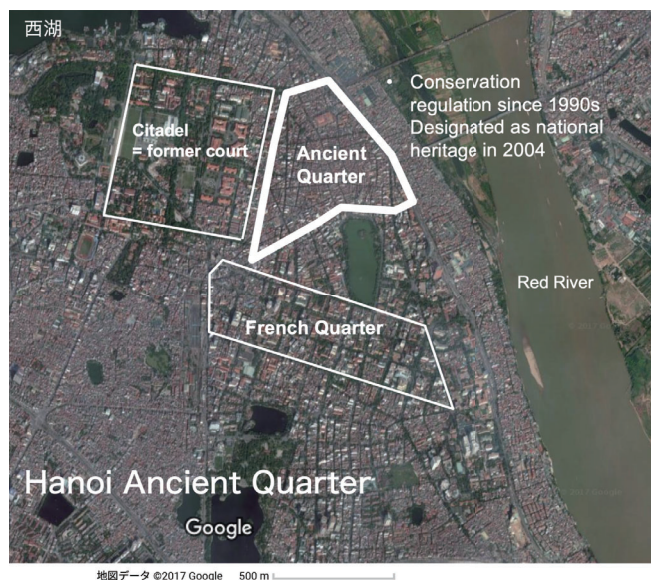 西湖
Conservation
regulation since 1990s
Designated as national
heritage in 2004
Citadel
= former court
Ancient
Quarter
Red River
French Quarter
Hanoi Ancient Quarter
Google
地図データ ©2017 Google 500 m